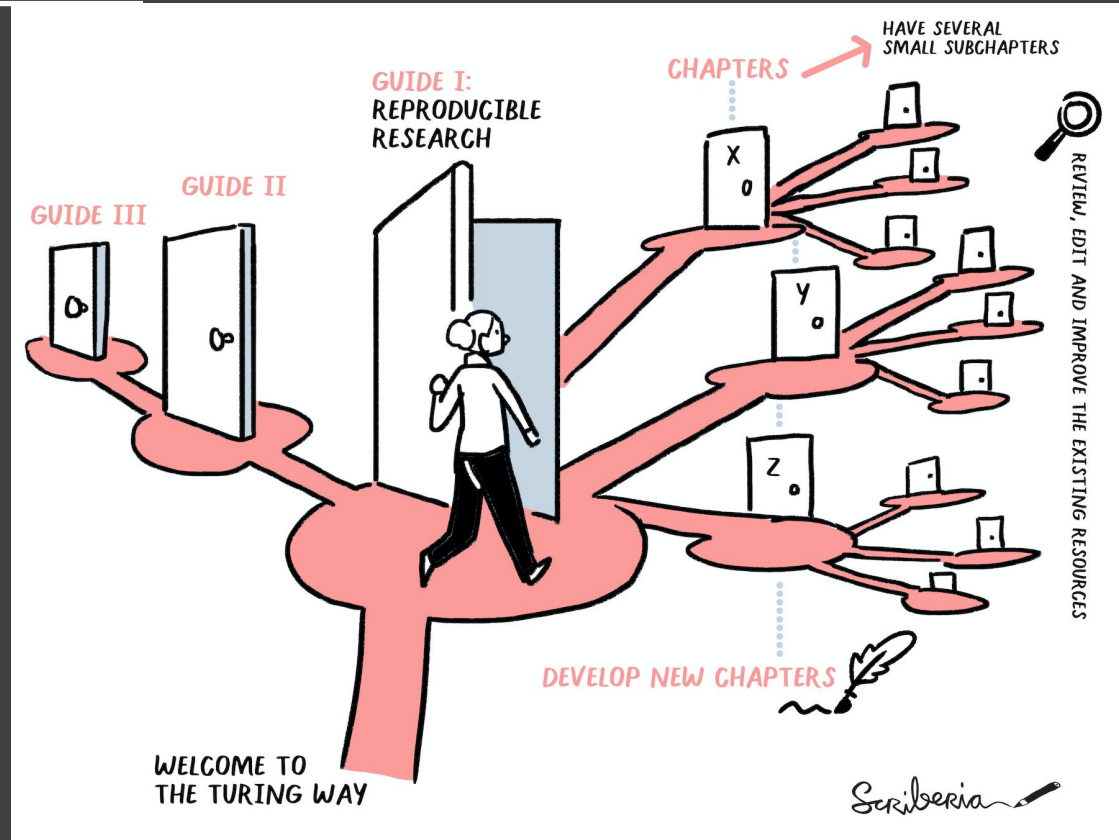 HAVE SEVERAL
SMALL SUBCHAPTERS
CHAPTERS
GUIDE I:
REPRODUCIBLE
RESEARCH
GUIDE II
GUIDE III
X
Y
Z
REVIEW, EDIT AND IMPROVE THE EXISTING RESOURCES
DEVELOP NEW CHAPTERS
WELCOME TO
THE TURING WAY
Scriberia